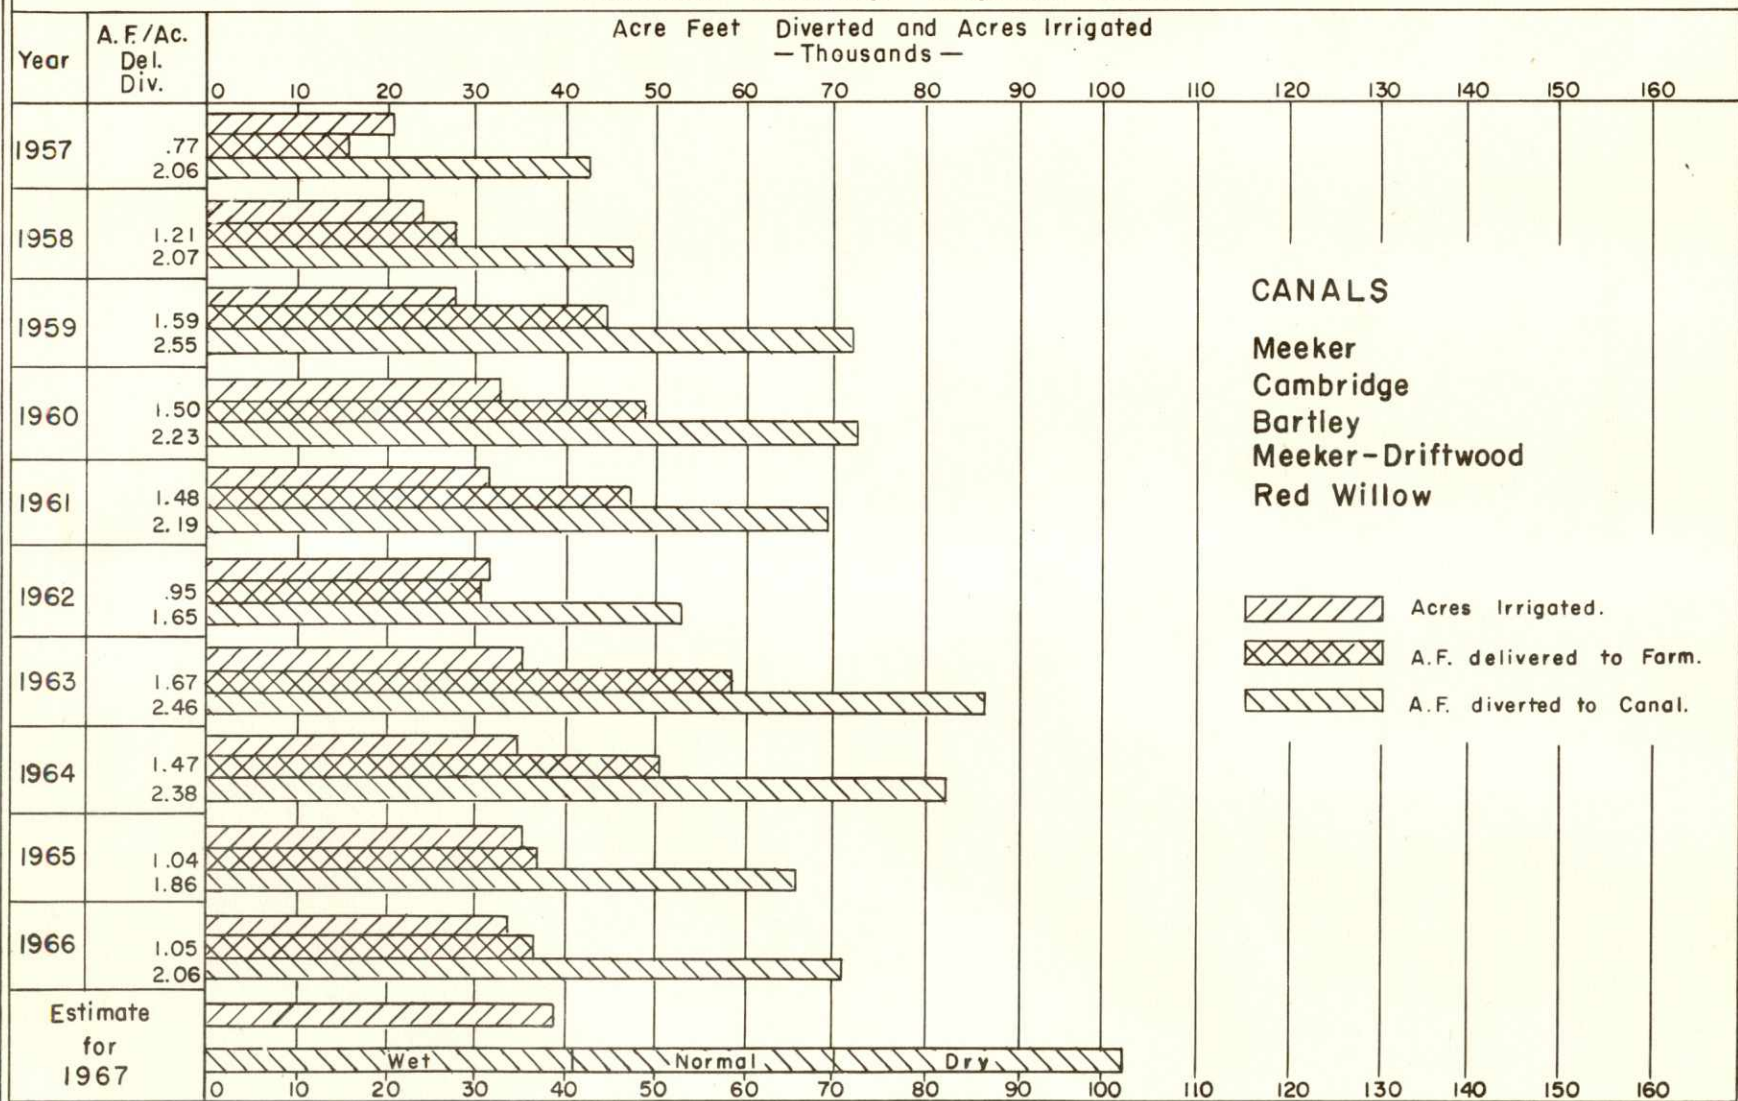 Acre Feet Diverted and Acres Irrigated
— Thousands —
Year
A. F./Ac.
Del.
Div.
0 10 20 30 40 50 60 70 80 90 100 110 120 130 140 150 160
1957
.77
2.06
1958
1.21
2.07
1959
1.59
2.55
1960
1.50
2.23
1961
1.48
2.19
1962
.95
1.65
1963
1.67
2.46
1964
1.47
2.38
1965
1.04
1.86
1966
1.05
2.06
CANALS
Meeker
Cambridge
Bartley
Meeker-Driftwood
Red Willow
Acres Irrigated.
A.F. delivered to Farm.
A.F. diverted to Canal.
Estimate
for
1967
Wet Normal Dry
0 10 20 30 40 50 60 70 80 90 100 110 120 130 140 150 160